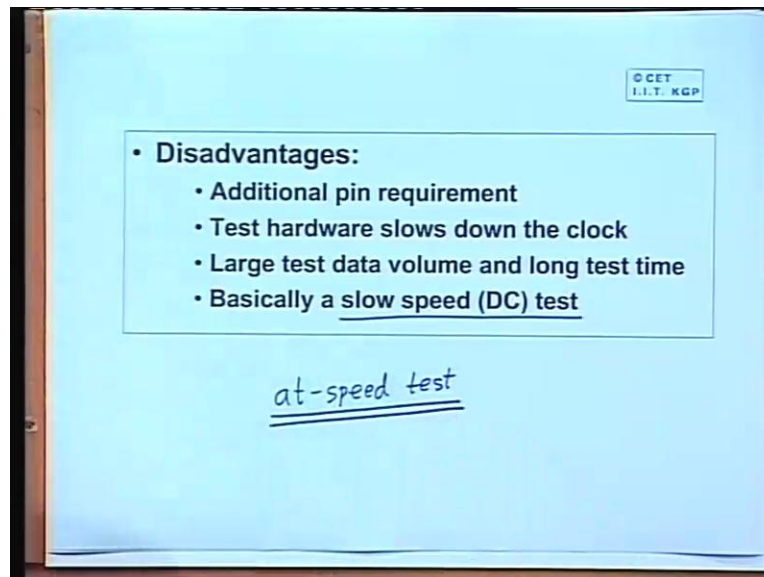 © CET
I.I.T. KGP
• Disadvantages:
• Additional pin requirement
• Test hardware slows down the clock
• Large test data volume and long test time
• Basically a slow speed (DC) test
at-speed test